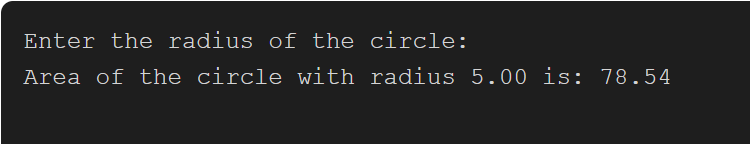 Enter the radius of the circle:
Area of the circle with radius 5.00 is: 78.54